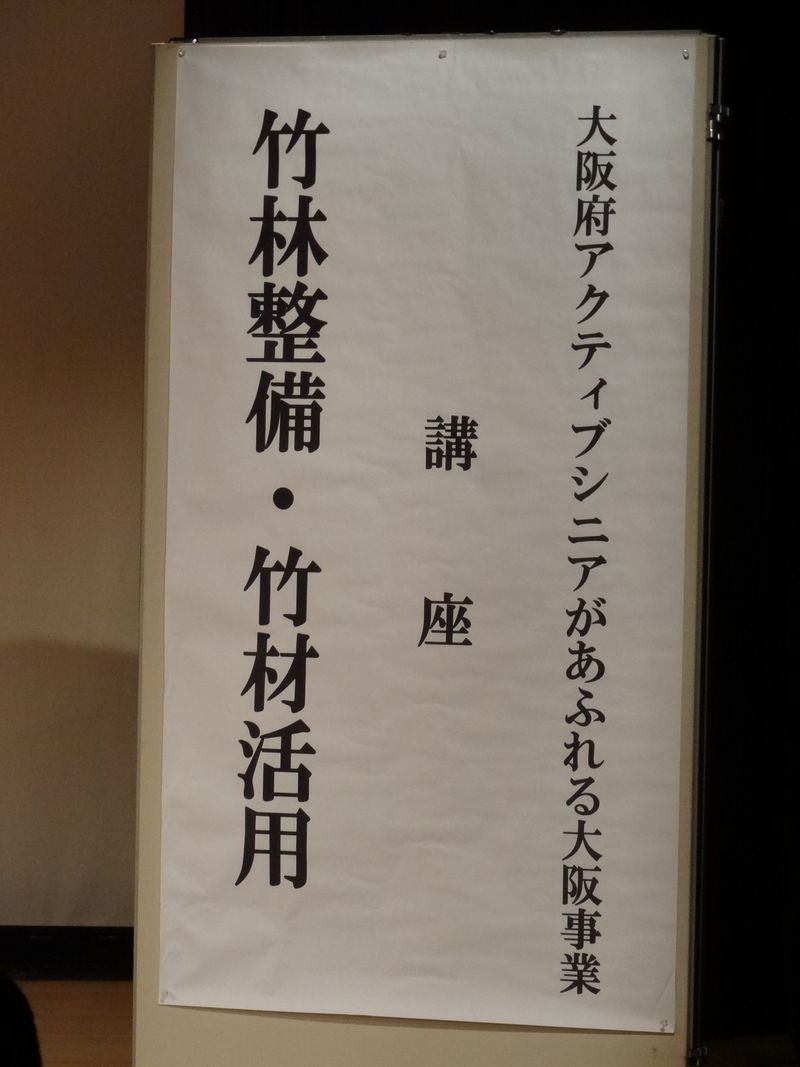 大阪府アクティブシニアがあふれる大阪事業
講座
竹林整備・竹材活用